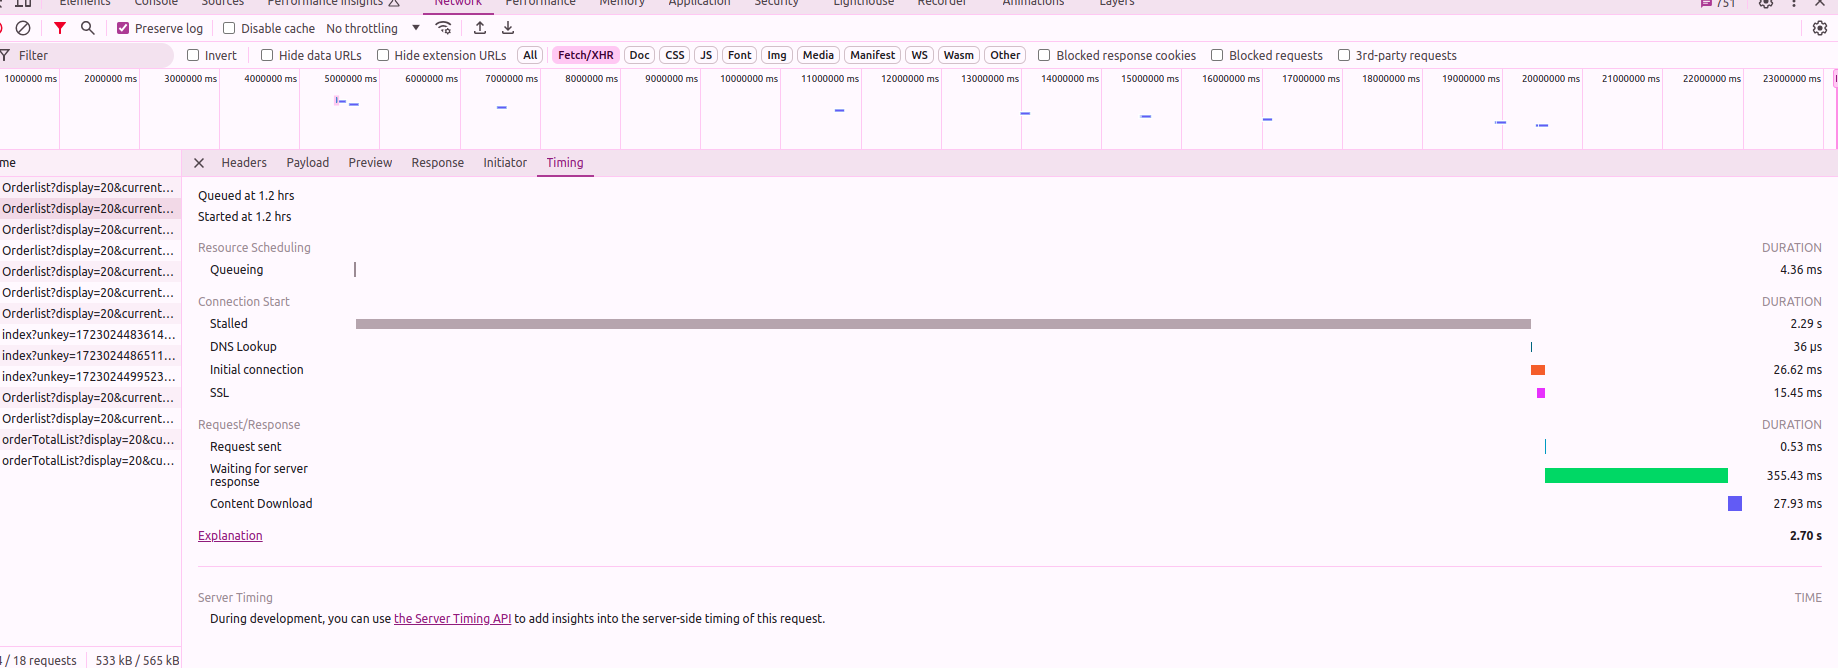 Elements Console Sources Performance insights Network Performance Memory Application Security Lighthouse Recorder Animations Layers 751
Preserve log Disable cache No throttling
Filter Invert Hide data URLs Hide extension URLs All Fetch/XHR Doc CSS JS Font Img Media Manifest WS Wasm Other Blocked response cookies Blocked requests 3rd-party requests
1000000 ms 2000000 ms 3000000 ms 4000000 ms 5000000 ms 6000000 ms 7000000 ms 8000000 ms 9000000 ms 10000000 ms 11000000 ms 12000000 ms 13000000 ms 14000000 ms 15000000 ms 16000000 ms 17000000 ms 18000000 ms 19000000 ms 20000000 ms 21000000 ms 22000000 ms 23000000 ms
me Headers Payload Preview Response Initiator Timing
Orderlist?display=20&current...
Orderlist?display=20&current...
Orderlist?display=20&current...
Orderlist?display=20&current...
Orderlist?display=20&current...
Orderlist?display=20&current...
Orderlist?display=20&current...
index?unkey=1723024483614...
index?unkey=1723024486511...
index?unkey=1723024499523...
Orderlist?display=20&current...
Orderlist?display=20&current...
orderTotalList?display=20&cu...
orderTotalList?display=20&cu...
/ 18 requests 533 kB / 565 kB
Queued at 1.2 hrs
Started at 1.2 hrs
Resource Scheduling DURATION
Queueing 4.36 ms
Connection Start DURATION
Stalled 2.29 s
DNS Lookup 36 µs
Initial connection 26.62 ms
SSL 15.45 ms
Request/Response DURATION
Request sent 0.53 ms
Waiting for server
response 355.43 ms
Content Download 27.93 ms
Explanation 2.70 s
Server Timing TIME
During development, you can use the Server Timing API to add insights into the server-side timing of this request.